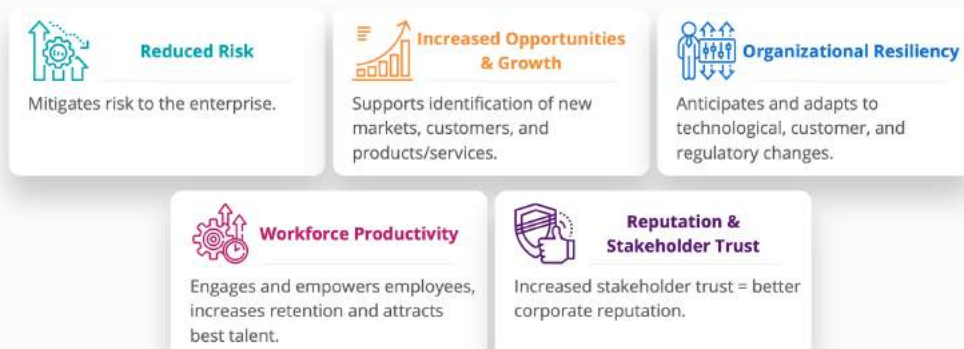 Reduced Risk
Mitigates risk to the enterprise.
Increased Opportunities
& Growth
Supports identification of new
markets, customers, and
products/services.
Organizational Resiliency
Anticipates and adapts to
technological, customer, and
regulatory changes.
Workforce Productivity
Engages and empowers employees,
increases retention and attracts
best talent.
Reputation &
Stakeholder Trust
Increased stakeholder trust = better
corporate reputation.